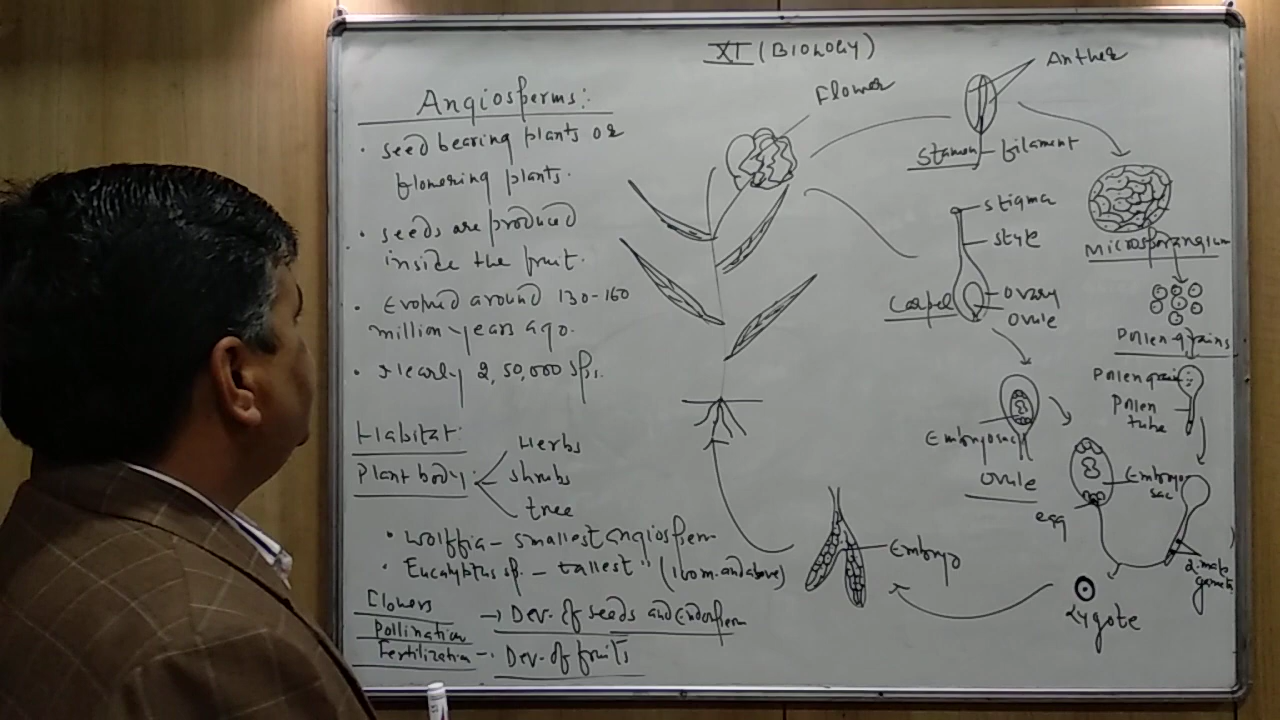 XI (BIOLOGY)
Angiosperms:
• seed bearing plants or
flowering plants.
• seeds are produced
inside the fruit.
• Evolved around 130-160
million years ago.
• Nearly 2,50,000 sps.
Habitat
Plant body
Herbs
shrubs
tree
• Wolffia - smallest angiosperm
• Eucalyptus sp. - tallest " (100m. and above)
Flowers
Pollination → Dev. of seeds and Endosperm
Fertilization - Dev. of fruits
Flower
Anther
Stamen
filament
Microsporangium
Pollen grains
Pollen grain
Pollen
tube
stigma
style
Carpel
ovary
ovule
Embryosac
Ovule
Embryo
sac
egg
2. male
gametes
Zygote
Embryo